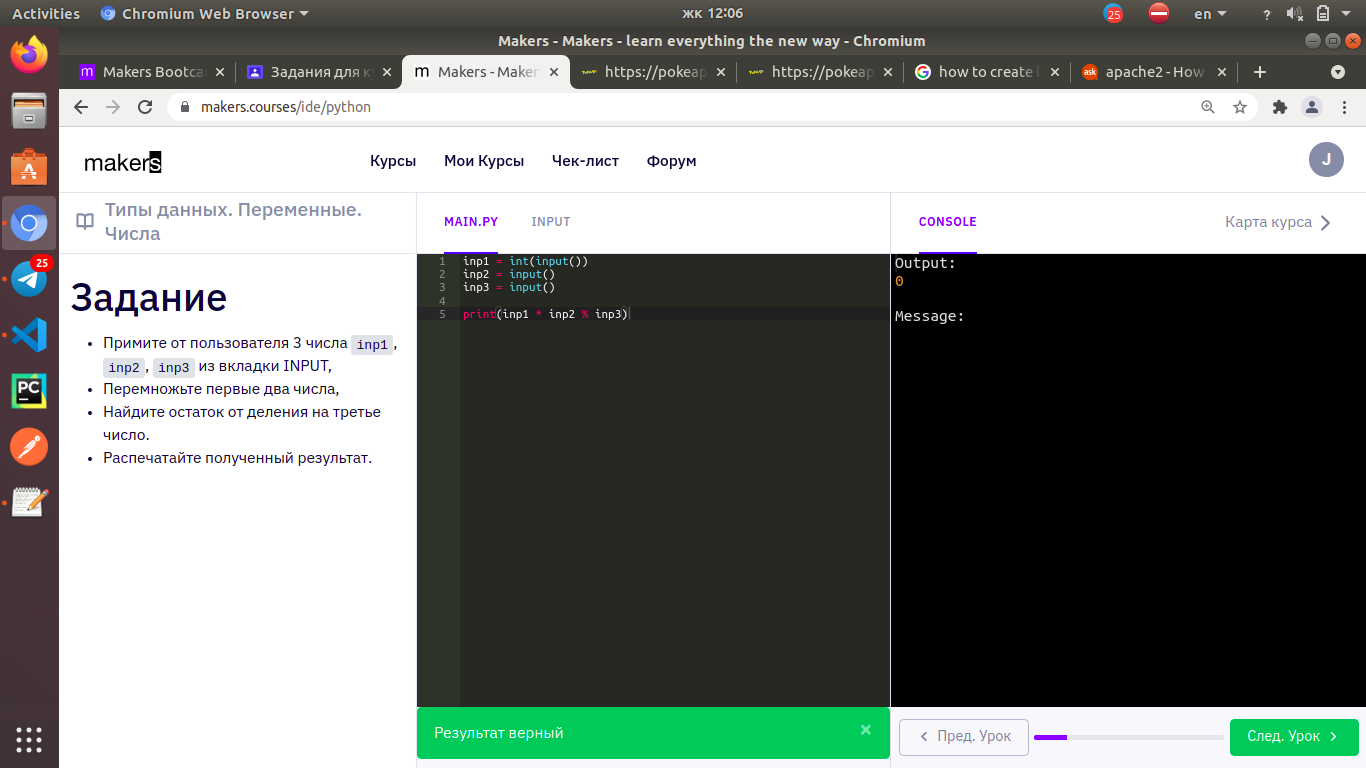 Activities
Chromium Web Browser
жк 12:06
25
en
?
Makers - Makers - learn everything the new way - Chromium
m Makers Bootca
Задания для к
m Makers - Maker
https://pokeap
https://pokeap
how to create l
ask apache2 - How
makers.courses/ide/python
makers
Курсы
Мои Курсы
Чек-лист
Форум
J
Типы данных. Переменные.
Числа
MAIN.PY
INPUT
CONSOLE
Карта курса
Задание
Примите от пользователя 3 числа inp1,
inp2, inp3 из вкладки INPUT,
Перемножьте первые два числа,
Найдите остаток от деления на третье
число.
Распечатайте полученный результат.
1 inp1 = int(input())
2 inp2 = input()
3 inp3 = input()
4
5 print(inp1 * inp2 % inp3)
Output:
0
Message:
25
PC
Результат верный
Пред. Урок
След. Урок